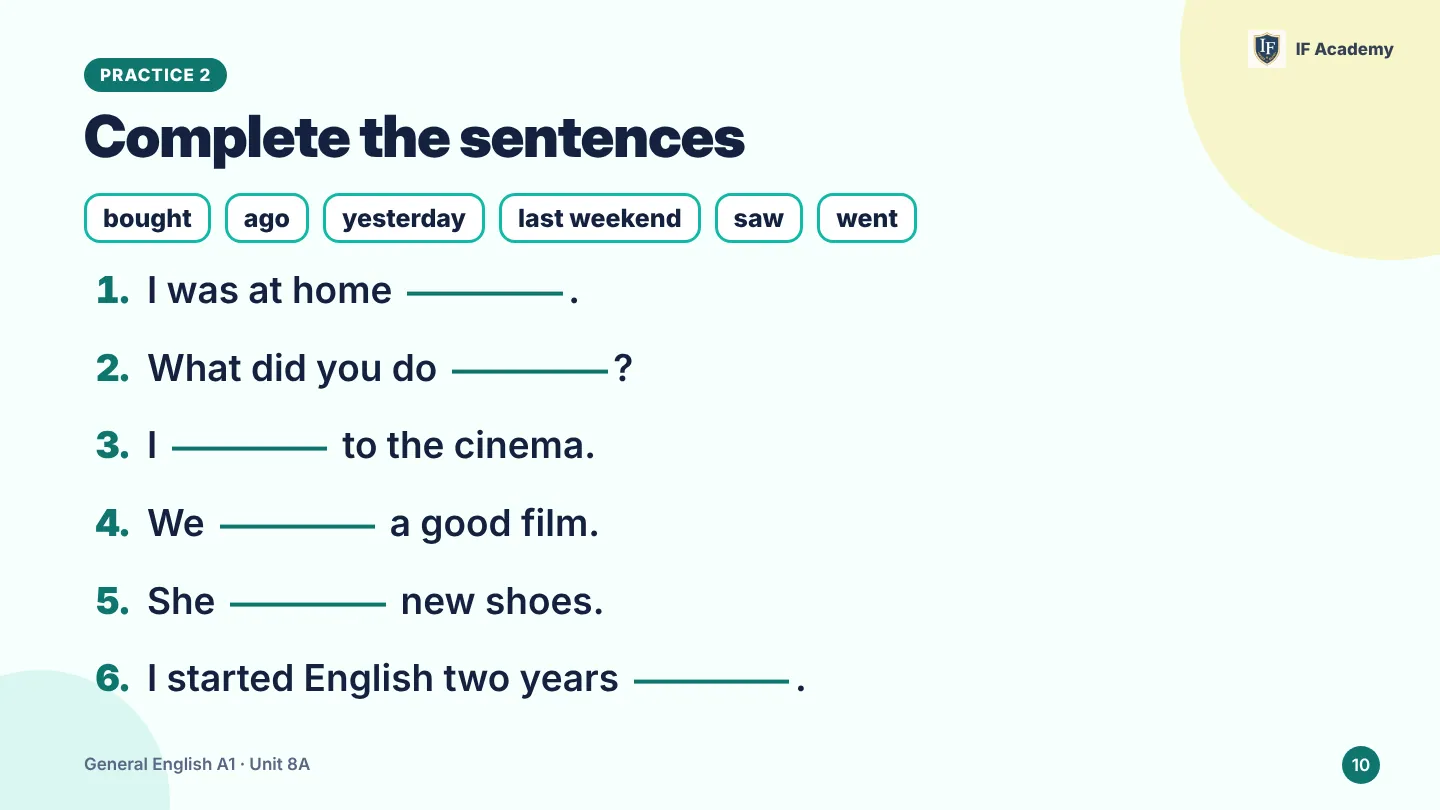 IF
IF Academy
PRACTICE 2
Complete the sentences
bought ago yesterday last weekend saw went
1. I was at home ________.
2. What did you do ________?
3. I ________ to the cinema.
4. We ________ a good film.
5. She ________ new shoes.
6. I started English two years ________.
General English A1 · Unit 8A
10